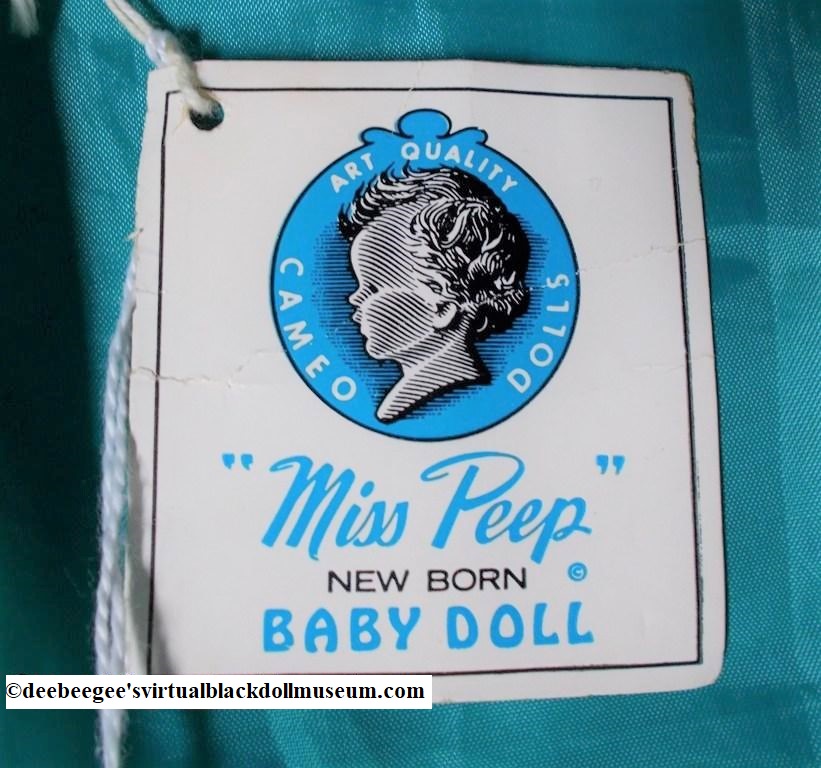 ART QUALITY
CAMEO DOLLS
"Miss Peep"
NEW BORN ©
BABY DOLL
©deebeegee'svirtualblackdollmuseum.com